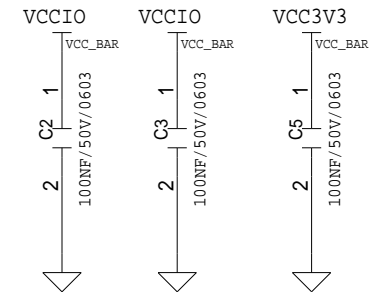 VCCIO VCCIO VCC3V3
VCC_BAR VCC_BAR VCC_BAR
1 1 1
C2 100NF/50V/0603 C3 100NF/50V/0603 C5 100NF/50V/0603
2 2 2